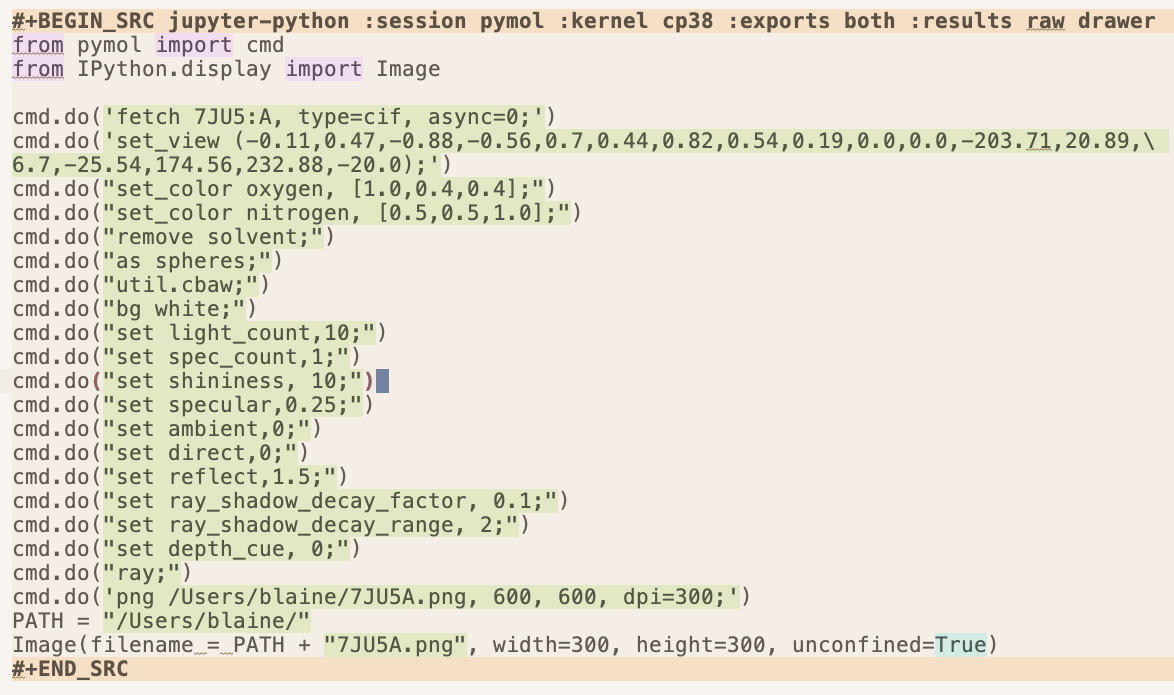 #+BEGIN_SRC jupyter-python :session pymol :kernel cp38 :exports both :results raw drawer
from pymol import cmd
from IPython.display import Image

cmd.do('fetch 7JU5:A, type=cif, async=0;')
cmd.do('set_view (-0.11,0.47,-0.88,-0.56,0.7,0.44,0.82,0.54,0.19,0.0,0.0,-203.71,20.89,\
6.7,-25.54,174.56,232.88,-20.0);')
cmd.do("set_color oxygen, [1.0,0.4,0.4];")
cmd.do("set_color nitrogen, [0.5,0.5,1.0];")
cmd.do("remove solvent;")
cmd.do("as spheres;")
cmd.do("util.cbaw;")
cmd.do("bg white;")
cmd.do("set light_count,10;")
cmd.do("set spec_count,1;")
cmd.do("set shininess, 10;")
cmd.do("set specular,0.25;")
cmd.do("set ambient,0;")
cmd.do("set direct,0;")
cmd.do("set reflect,1.5;")
cmd.do("set ray_shadow_decay_factor, 0.1;")
cmd.do("set ray_shadow_decay_range, 2;")
cmd.do("set depth_cue, 0;")
cmd.do("ray;")
cmd.do('png /Users/blaine/7JU5A.png, 600, 600, dpi=300;')
PATH = "/Users/blaine/"
Image(filename = PATH + "7JU5A.png", width=300, height=300, unconfined=True)
#+END_SRC